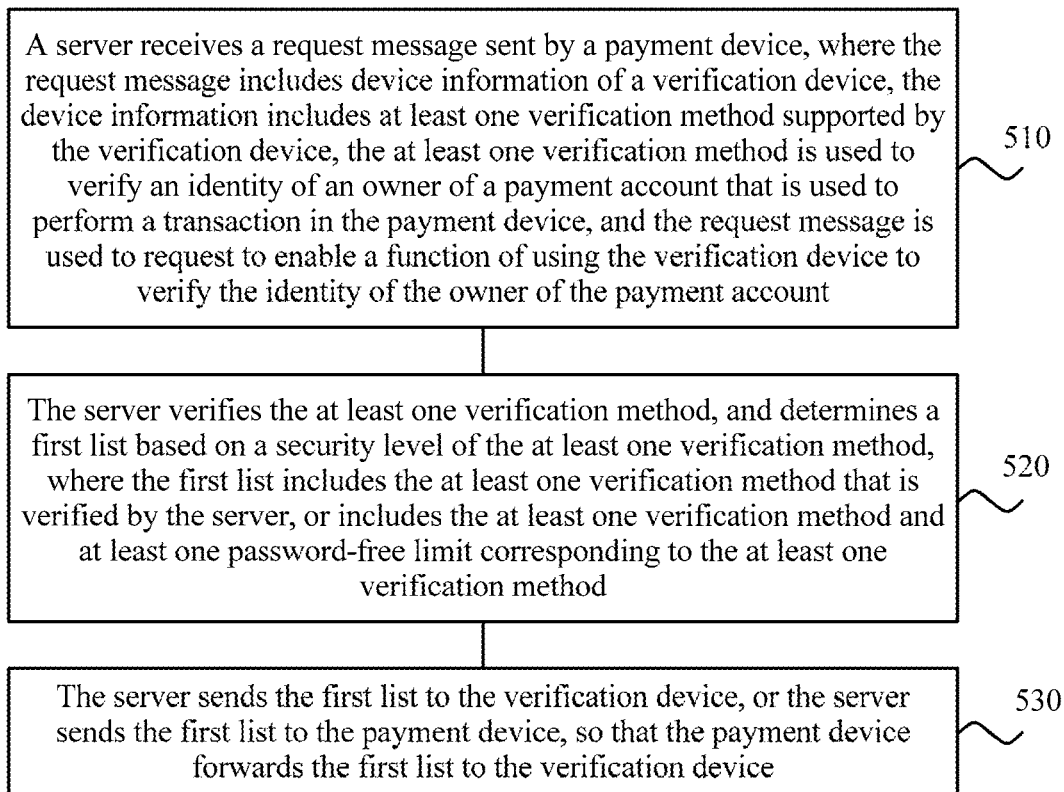 A server receives a request message sent by a payment device, where the
request message includes device information of a verification device, the
device information includes at least one verification method supported by
the verification device, the at least one verification method is used to
verify an identity of an owner of a payment account that is used to
perform a transaction in the payment device, and the request message is
used to request to enable a function of using the verification device to
verify the identity of the owner of the payment account
510
The server verifies the at least one verification method, and determines a
first list based on a security level of the at least one verification method,
where the first list includes the at least one verification method that is
verified by the server, or includes the at least one verification method and
at least one password-free limit corresponding to the at least one
verification method
520
The server sends the first list to the verification device, or the server
sends the first list to the payment device, so that the payment device
forwards the first list to the verification device
530